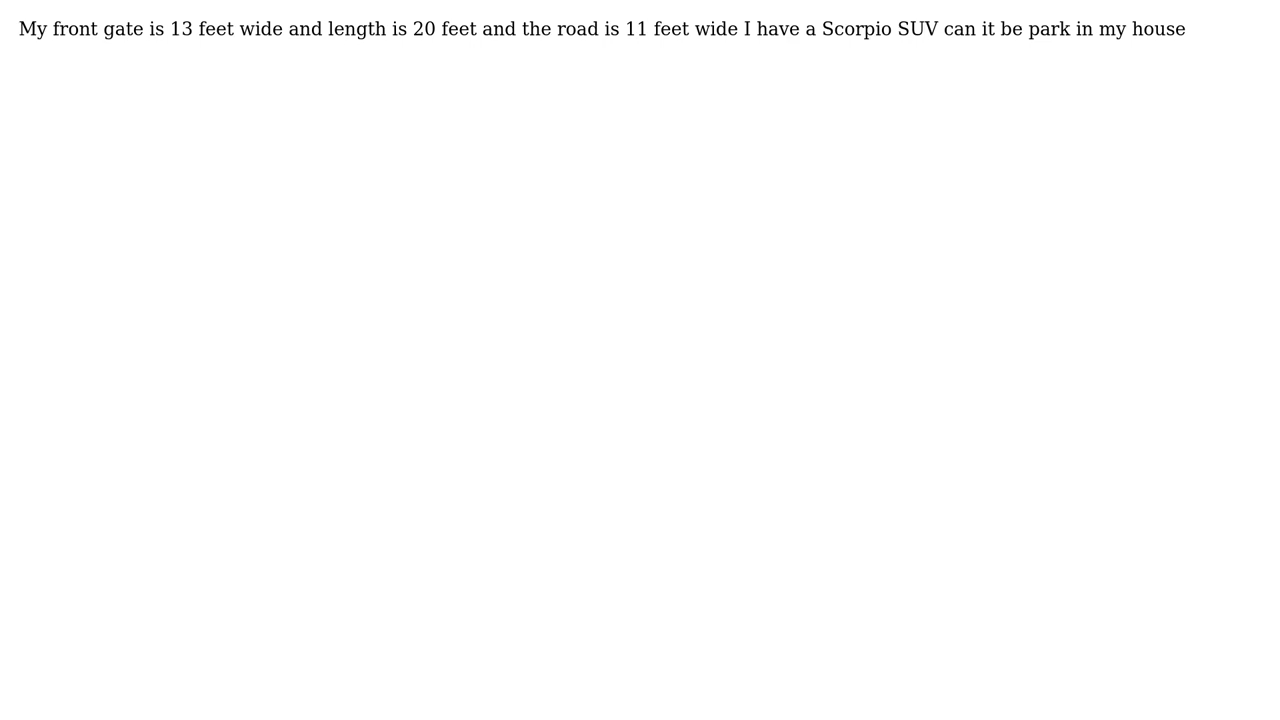 My front gate is 13 feet wide and length is 20 feet and the road is 11 feet wide I have a Scorpio SUV can it be park in my house